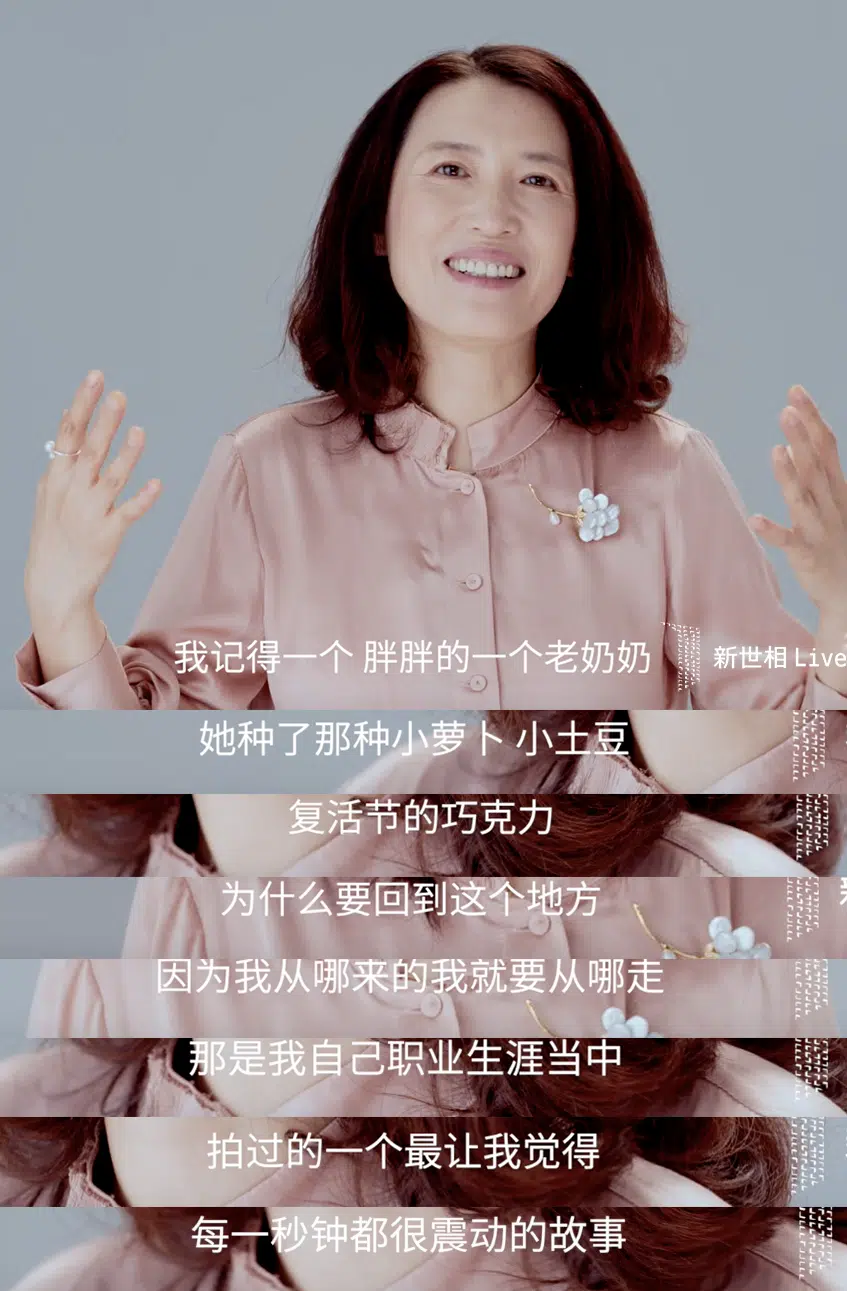 我记得一个 胖胖的一个老奶奶
新世相 Live
她种了那种小萝卜 小土豆
复活节的巧克力
为什么要回到这个地方
因为我从哪来的我就要从哪走
那是我自己职业生涯当中
拍过的一个最让我觉得
每一秒钟都很震动的故事